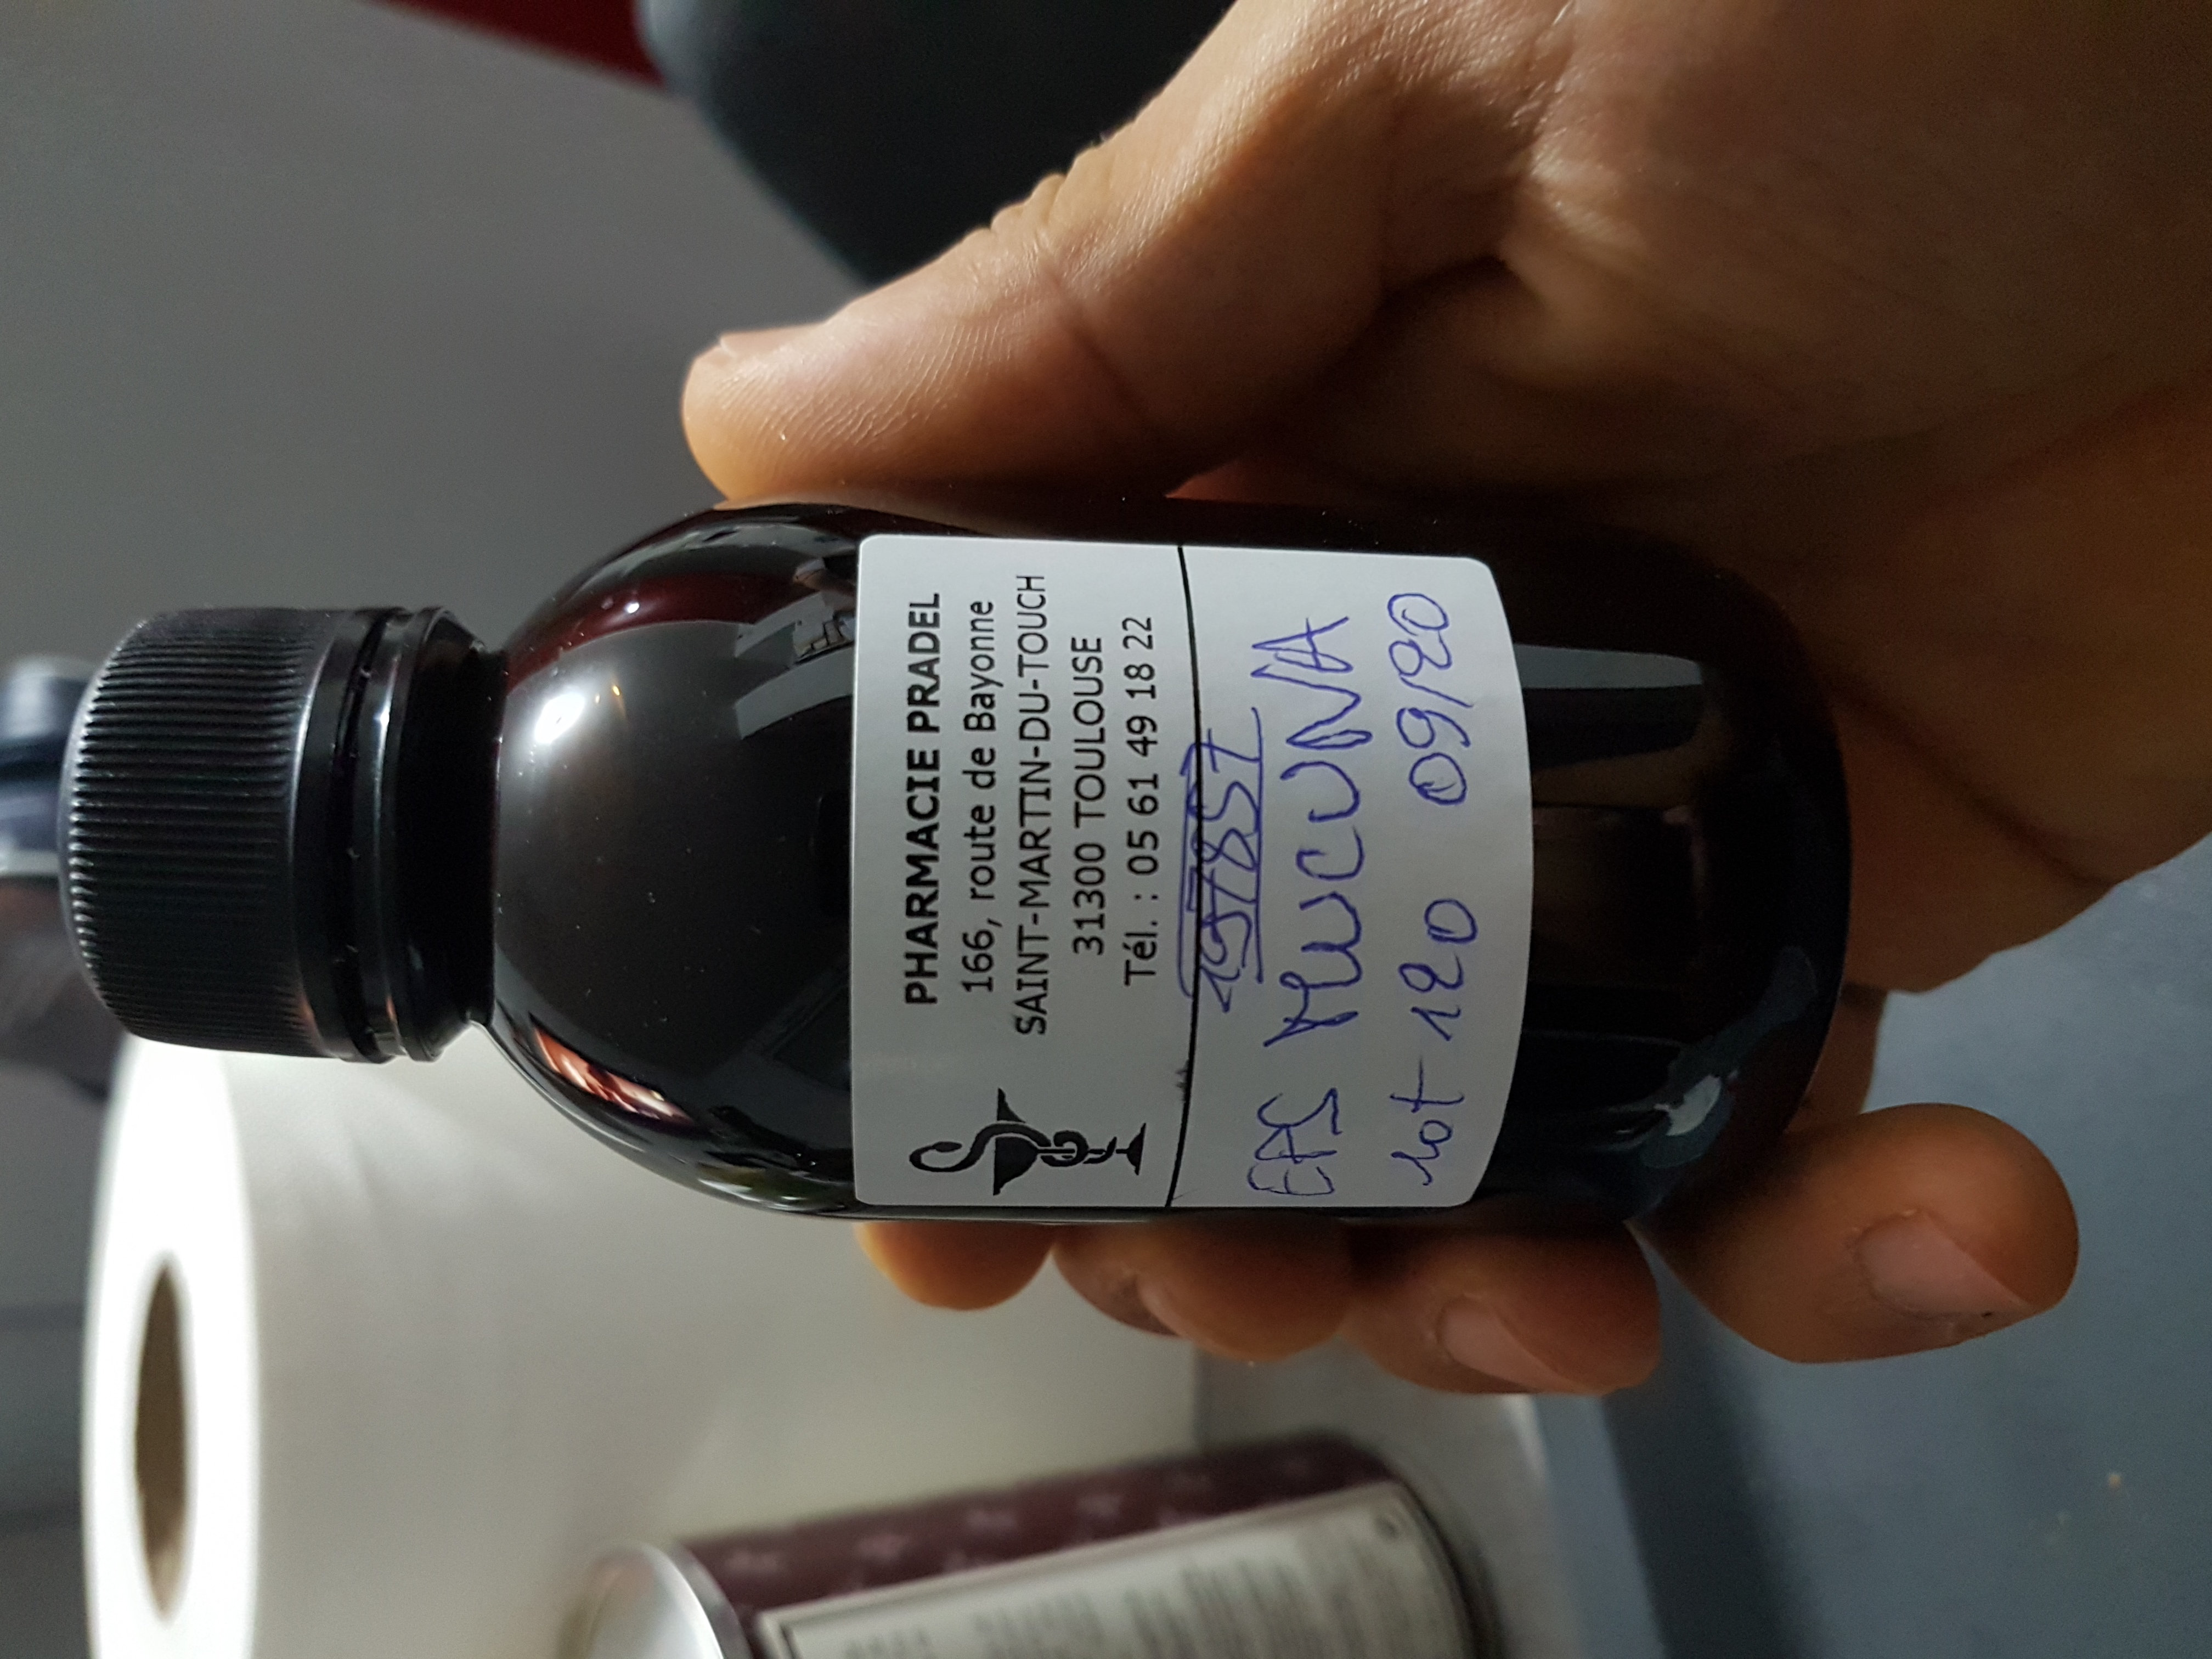 PHARMACIE PRADEL
166, route de Bayonne
SAINT-MARTIN-DU-TOUCH
31300 TOULOUSE
Tél. : 05 61 49 18 22
EPS MUCUNA
lot 120 09/20